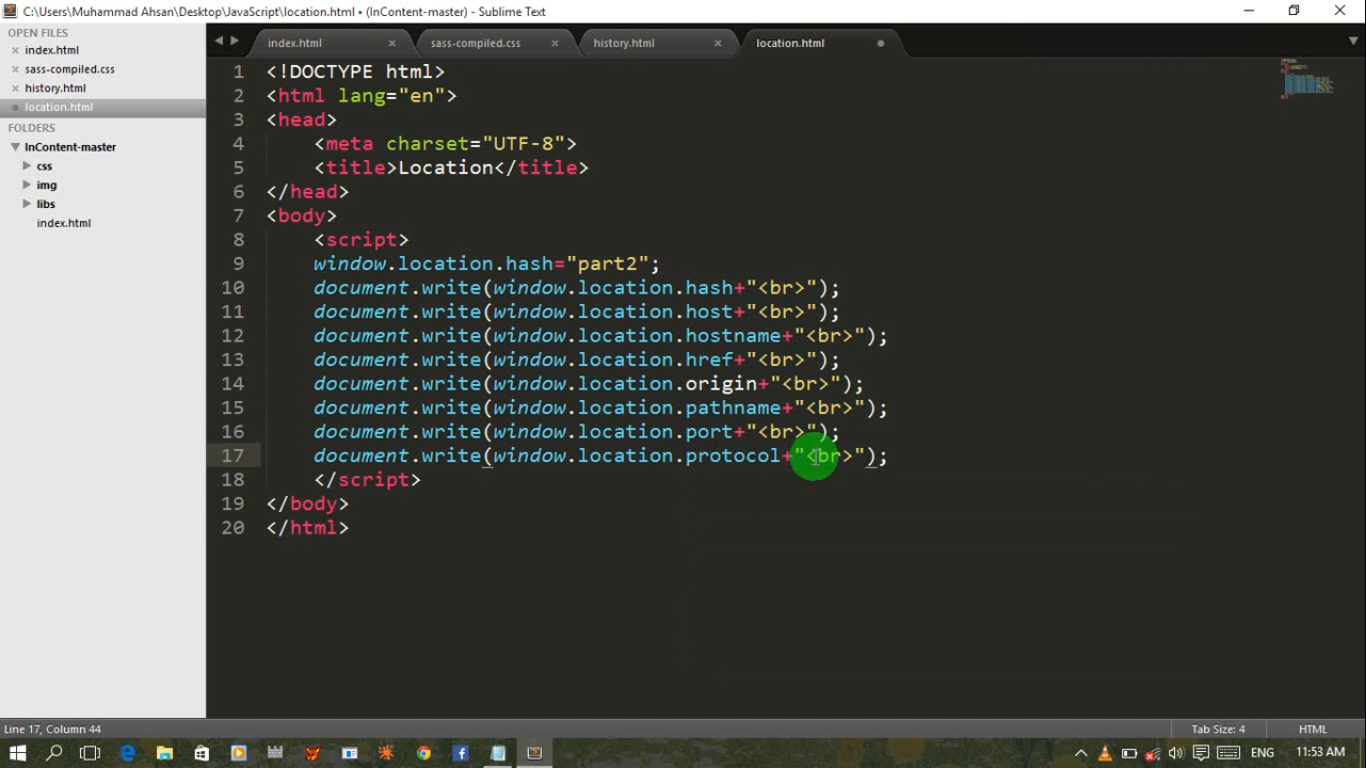 C:\Users\Muhammad Ahsan\Desktop\JavaScript\location.html • (InContent-master) - Sublime Text
OPEN FILES
index.html
sass-compiled.css
history.html
location.html
FOLDERS
InContent-master
css
img
libs
index.html
index.html
sass-compiled.css
history.html
location.html
1 <!DOCTYPE html>
2 <html lang="en">
3 <head>
4 <meta charset="UTF-8">
5 <title>Location</title>
6 </head>
7 <body>
8 <script>
9 window.location.hash="part2";
10 document.write(window.location.hash+"<br>");
11 document.write(window.location.host+"<br>");
12 document.write(window.location.hostname+"<br>");
13 document.write(window.location.href+"<br>");
14 document.write(window.location.origin+"<br>");
15 document.write(window.location.pathname+"<br>");
16 document.write(window.location.port+"<br>");
17 document.write(window.location.protocol+"<br>");
18 </script>
19 </body>
20 </html>
Line 17, Column 44
Tab Size: 4
HTML
ENG
11:53 AM